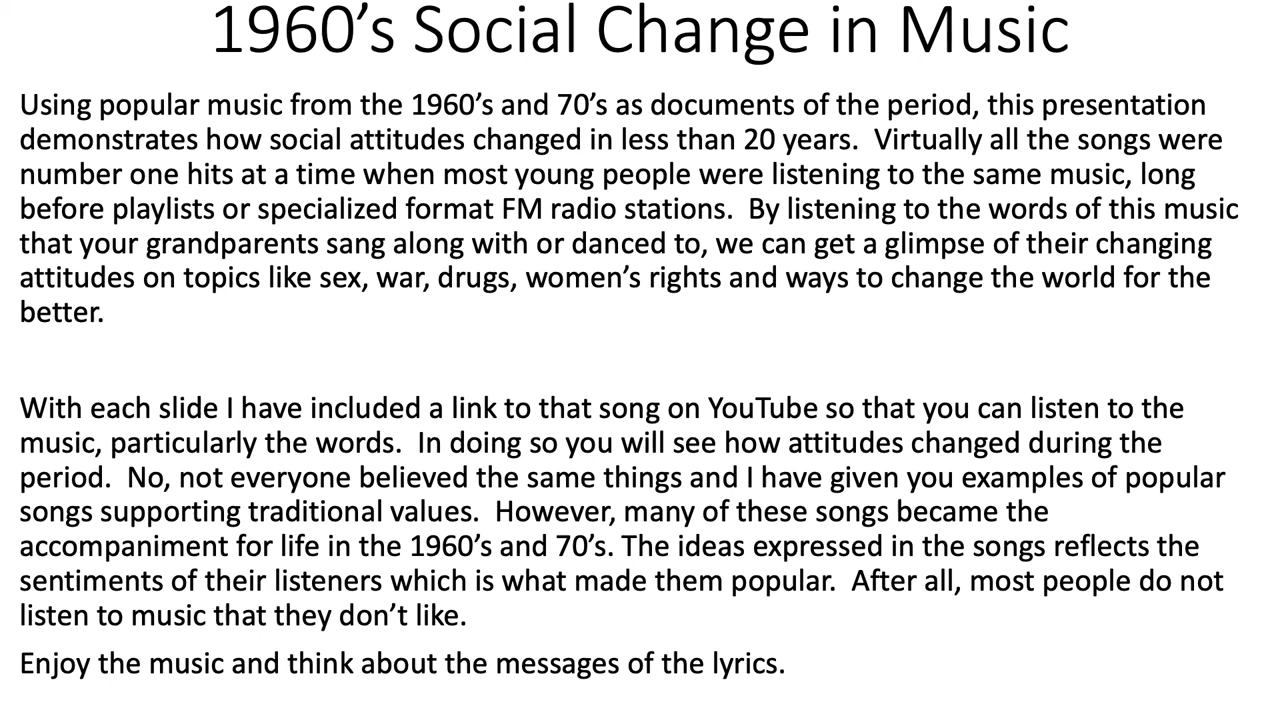 1960’s Social Change in Music
Using popular music from the 1960’s and 70’s as documents of the period, this presentation
demonstrates how social attitudes changed in less than 20 years.  Virtually all the songs were
number one hits at a time when most young people were listening to the same music, long
before playlists or specialized format FM radio stations.  By listening to the words of this music
that your grandparents sang along with or danced to, we can get a glimpse of their changing
attitudes on topics like sex, war, drugs, women’s rights and ways to change the world for the
better.
With each slide I have included a link to that song on YouTube so that you can listen to the
music, particularly the words.  In doing so you will see how attitudes changed during the
period.  No, not everyone believed the same things and I have given you examples of popular
songs supporting traditional values.  However, many of these songs became the
accompaniment for life in the 1960’s and 70’s. The ideas expressed in the songs reflects the
sentiments of their listeners which is what made them popular.  After all, most people do not
listen to music that they don’t like.
Enjoy the music and think about the messages of the lyrics.